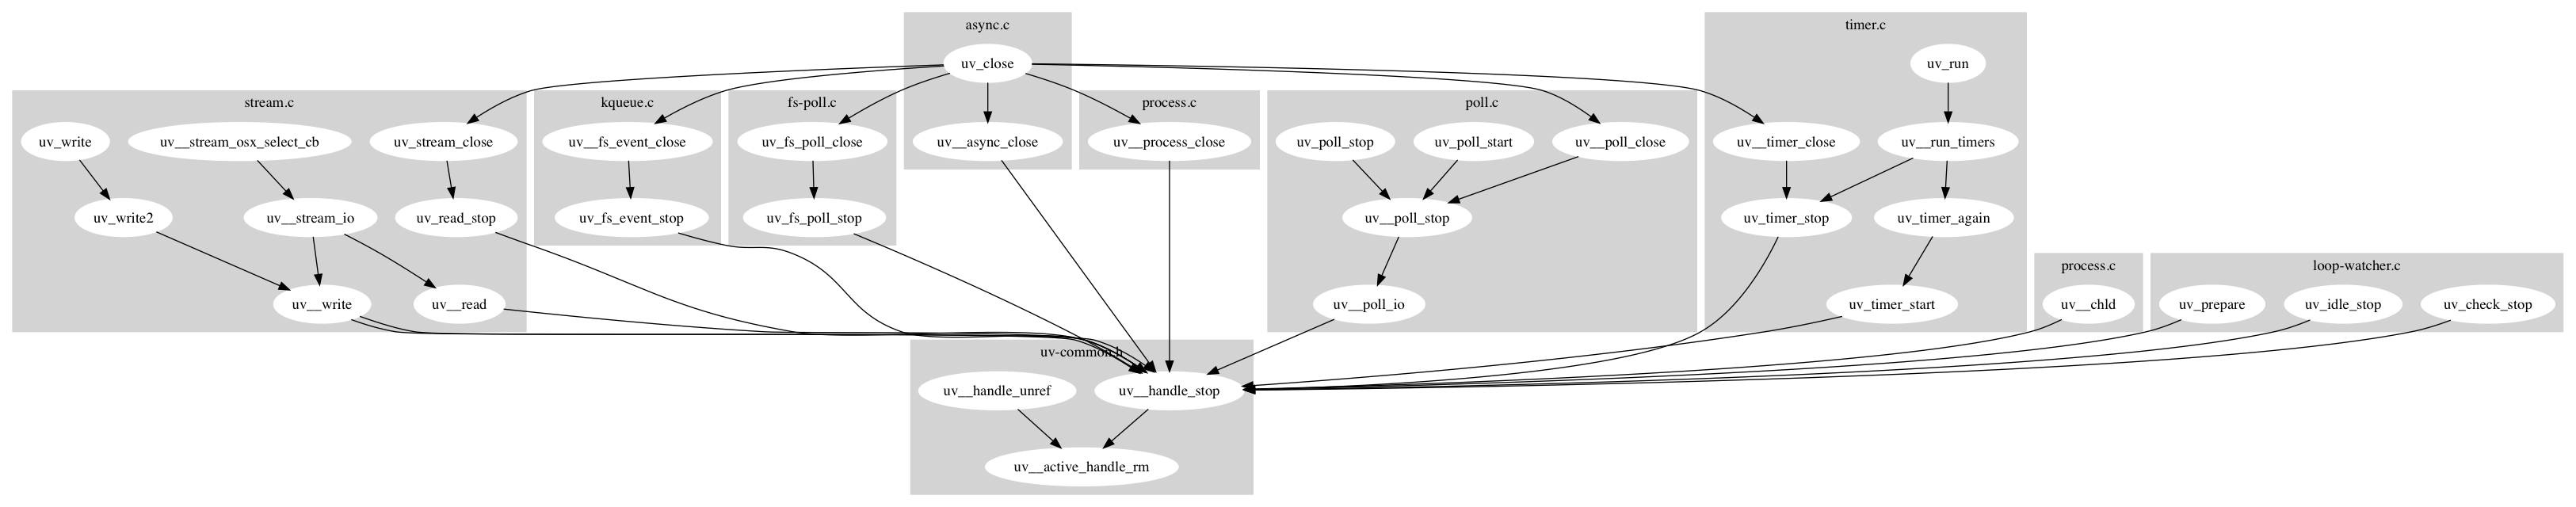 async.c
uv_close
uv__async_close
timer.c
uv_run
uv__timer_close
uv__run_timers
uv_timer_stop
uv_timer_again
uv_timer_start
stream.c
uv_write
uv__stream_osx_select_cb
uv_stream_close
uv_write2
uv__stream_io
uv_read_stop
uv__write
uv__read
kqueue.c
uv__fs_event_close
uv_fs_event_stop
fs-poll.c
uv_fs_poll_close
uv_fs_poll_stop
process.c
uv__process_close
poll.c
uv_poll_stop
uv_poll_start
uv__poll_close
uv__poll_stop
uv__poll_io
process.c
uv__chld
loop-watcher.c
uv_prepare
uv_idle_stop
uv_check_stop
uv-common.h
uv__handle_unref
uv__handle_stop
uv__active_handle_rm